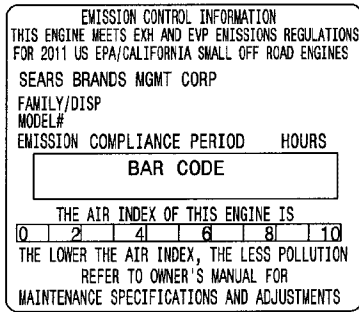 EMISSION CONTROL INFORMATION
THIS ENGINE MEETS EXH AND EVP EMISSIONS REGULATIONS
FOR 2011 US EPA/CALIFORNIA SMALL OFF ROAD ENGINES
SEARS BRANDS MGMT CORP
FAMILY/DISP
MODEL#
EMISSION COMPLIANCE PERIOD HOURS
BAR CODE
THE AIR INDEX OF THIS ENGINE IS
0 2 4 6 8 10
THE LOWER THE AIR INDEX, THE LESS POLLUTION
REFER TO OWNER'S MANUAL FOR
MAINTENANCE SPECIFICATIONS AND ADJUSTMENTS